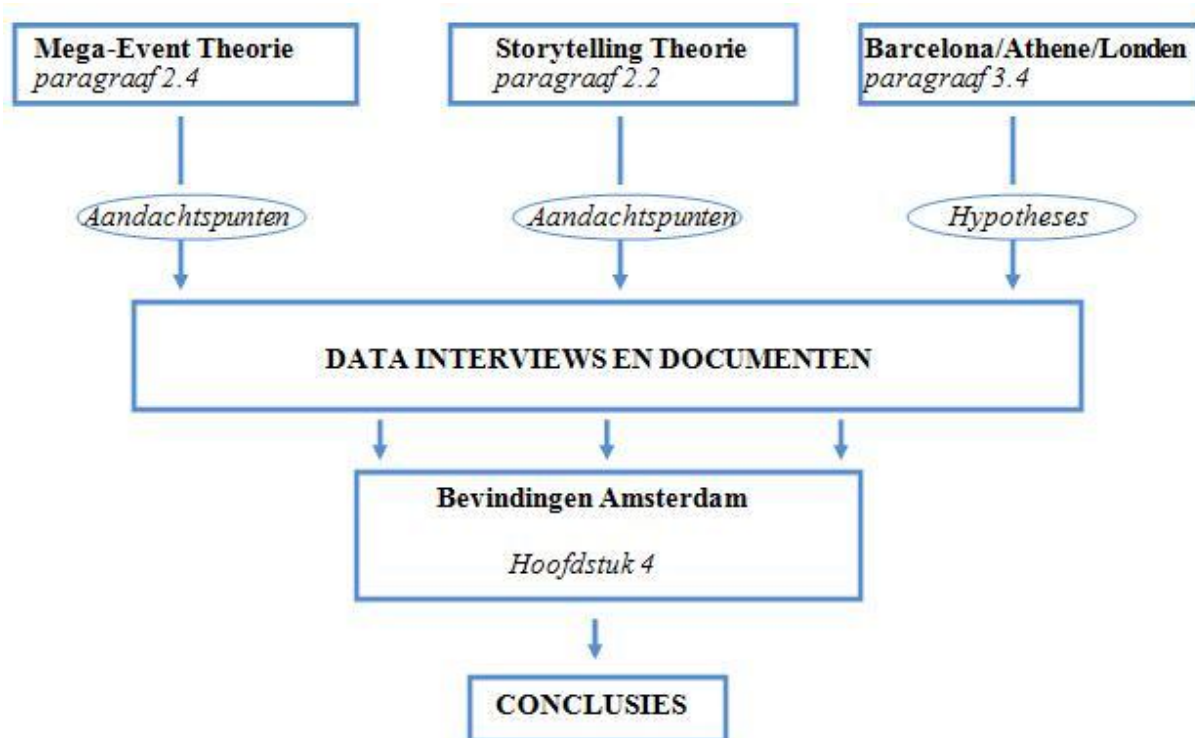 Mega-Event Theorie
paragraaf 2.4
Storytelling Theorie
paragraaf 2.2
Barcelona/Athene/Londen
paragraaf 3.4
Aandachtspunten
Aandachtspunten
Hypotheses
DATA INTERVIEWS EN DOCUMENTEN
Bevindingen Amsterdam
Hoofdstuk 4
CONCLUSIES